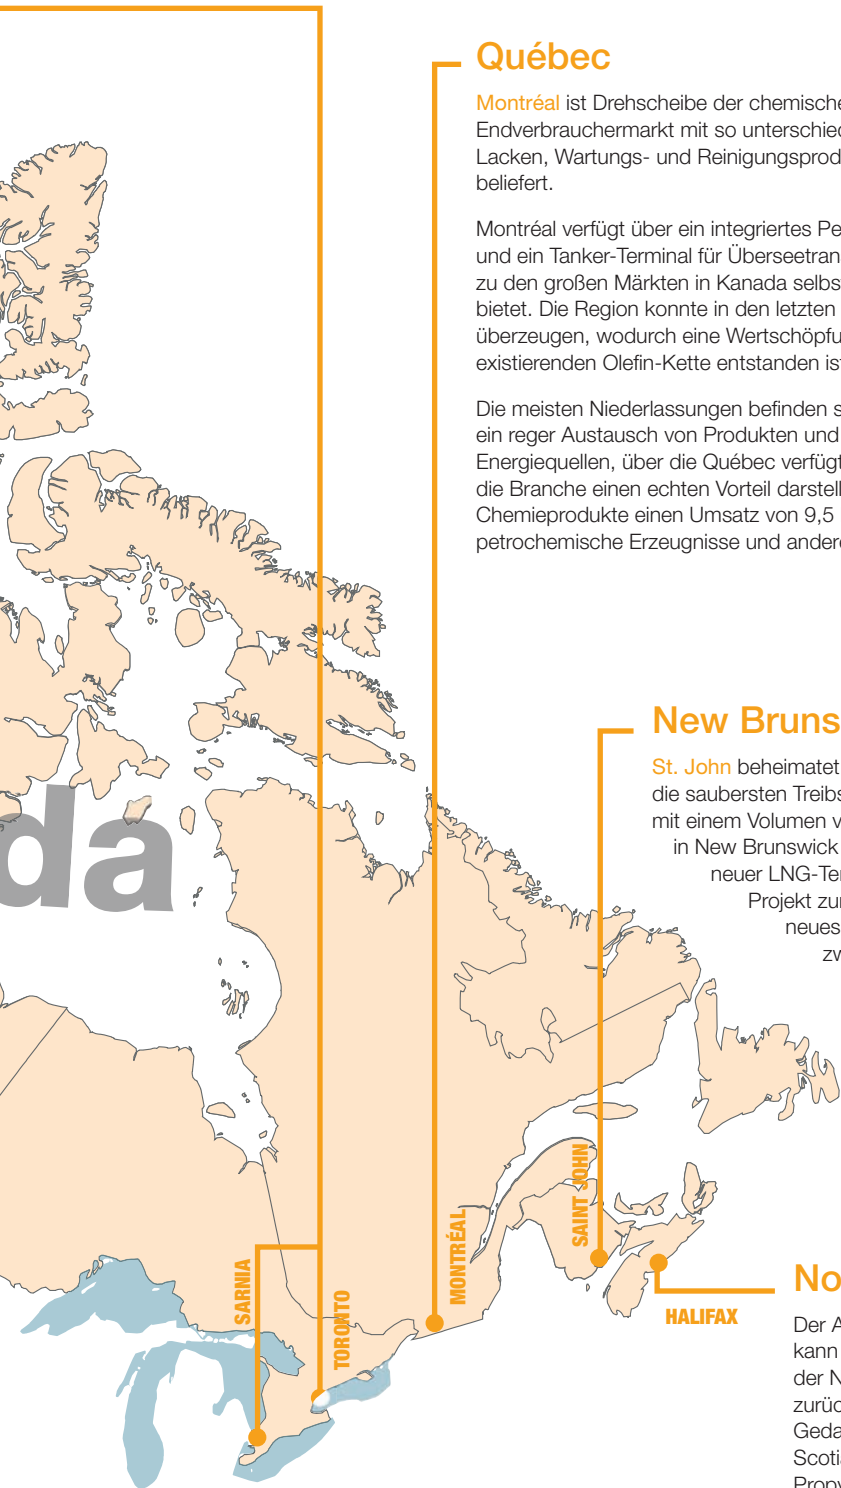 Québec
Montréal ist Drehscheibe der chemische
Endverbrauchermarkt mit so unterschied
Lacken, Wartungs- und Reinigungsprod
beliefert.
Montréal verfügt über ein integriertes Pe
und ein Tanker-Terminal für Überseetran
zu den großen Märkten in Kanada selbs
bietet. Die Region konnte in den letzten
überzeugen, wodurch eine Wertschöpfu
existierenden Olefin-Kette entstanden is
Die meisten Niederlassungen befinden s
ein reger Austausch von Produkten und
Energiequellen, über die Québec verfügt
die Branche einen echten Vorteil darstell
Chemieprodukte einen Umsatz von 9,5
petrochemische Erzeugnisse und andere
New Bruns
St. John beheimatet
die saubersten Treibs
mit einem Volumen v
in New Brunswick
neuer LNG-Ter
Projekt zur
neues
zw
da
SAINT JOHN
MONTRÉAL
SARNIA
TORONTO
HALIFAX
No
Der A
kann
der N
zurüc
Geda
Scotia
Propy